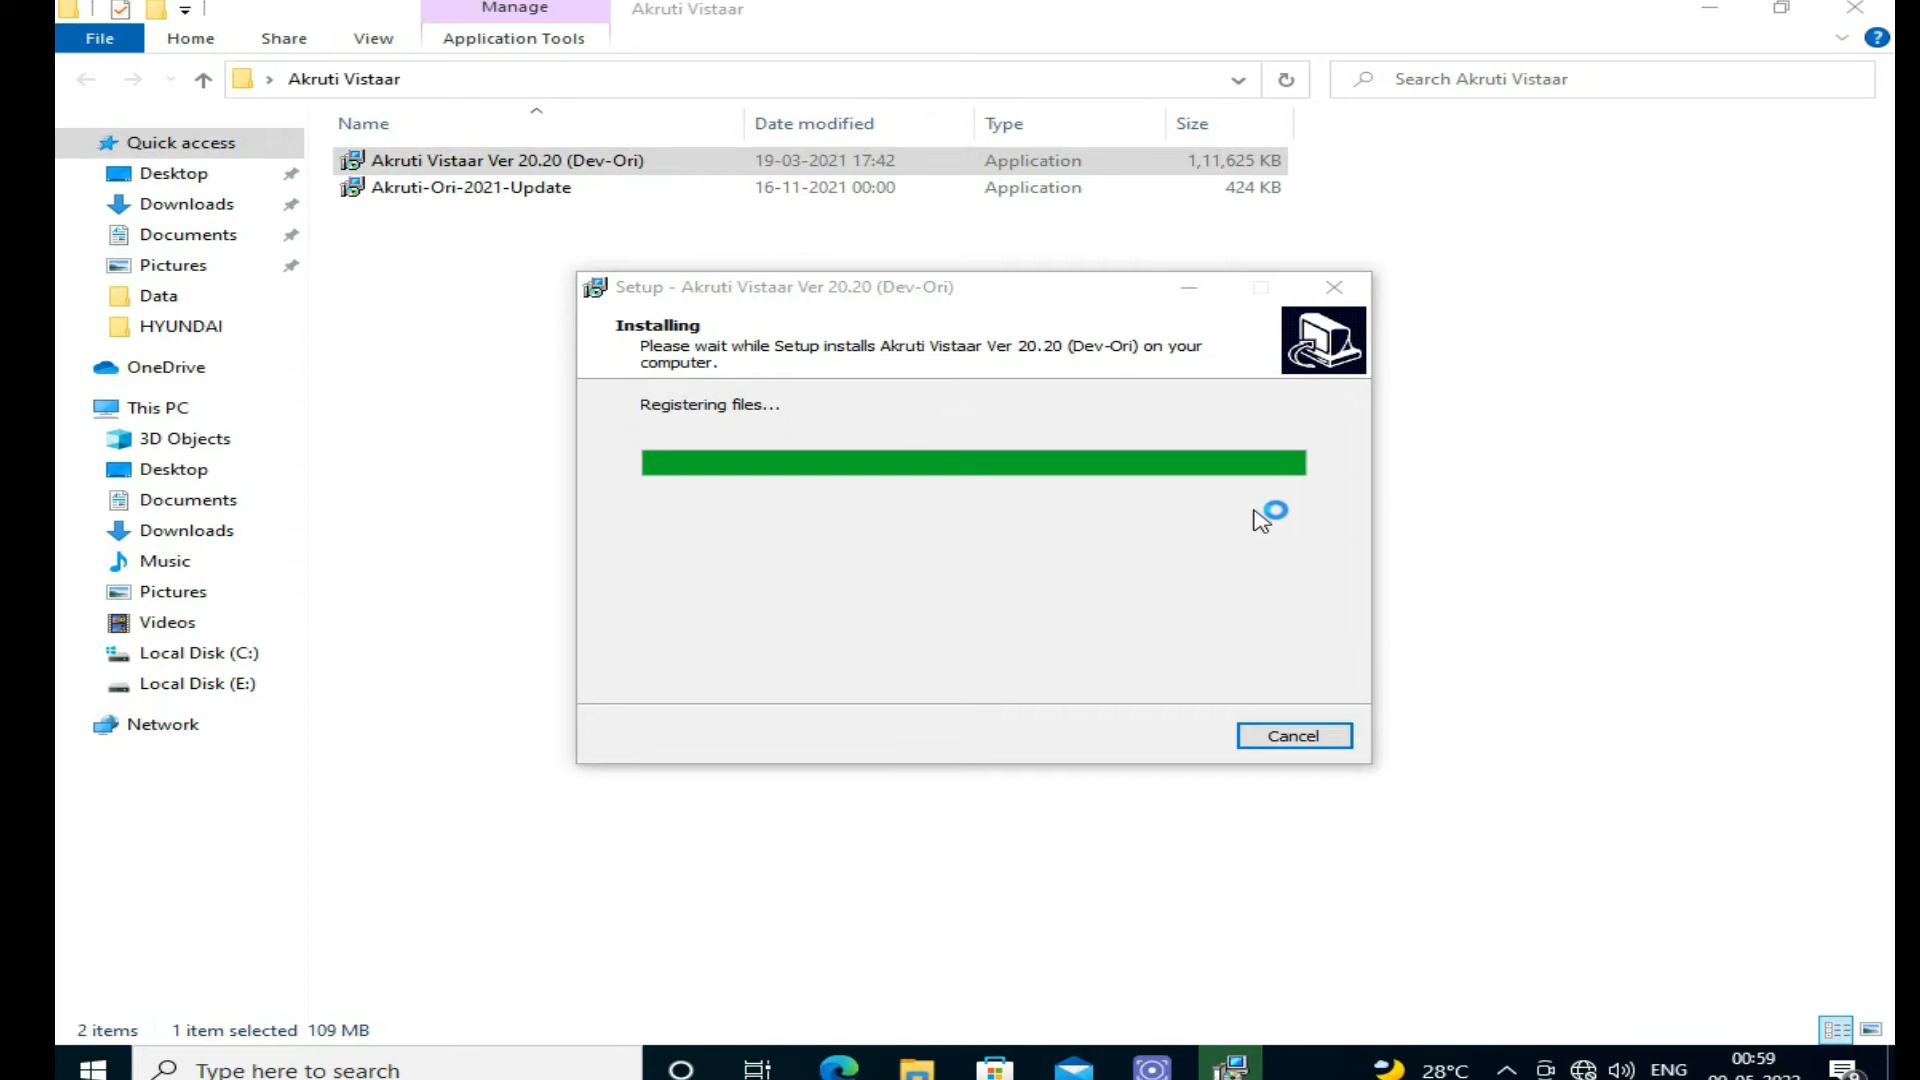 Manage
Akruti Vistaar
File
Home
Share
View
Application Tools
?
Akruti Vistaar
Search Akruti Vistaar
Name
Date modified
Type
Size
Akruti Vistaar Ver 20.20 (Dev-Ori)
19-03-2021 17:42
Application
1,11,625 KB
Akruti-Ori-2021-Update
16-11-2021 00:00
Application
424 KB
Quick access
Desktop
Downloads
Documents
Pictures
Data
HYUNDAI
OneDrive
This PC
3D Objects
Desktop
Documents
Downloads
Music
Pictures
Videos
Local Disk (C:)
Local Disk (E:)
Network
Setup - Akruti Vistaar Ver 20.20 (Dev-Ori)
Installing
Please wait while Setup installs Akruti Vistaar Ver 20.20 (Dev-Ori) on your
computer.
Registering files...
Cancel
2 items
1 item selected 109 MB
Type here to search
28°C
ENG
00:59